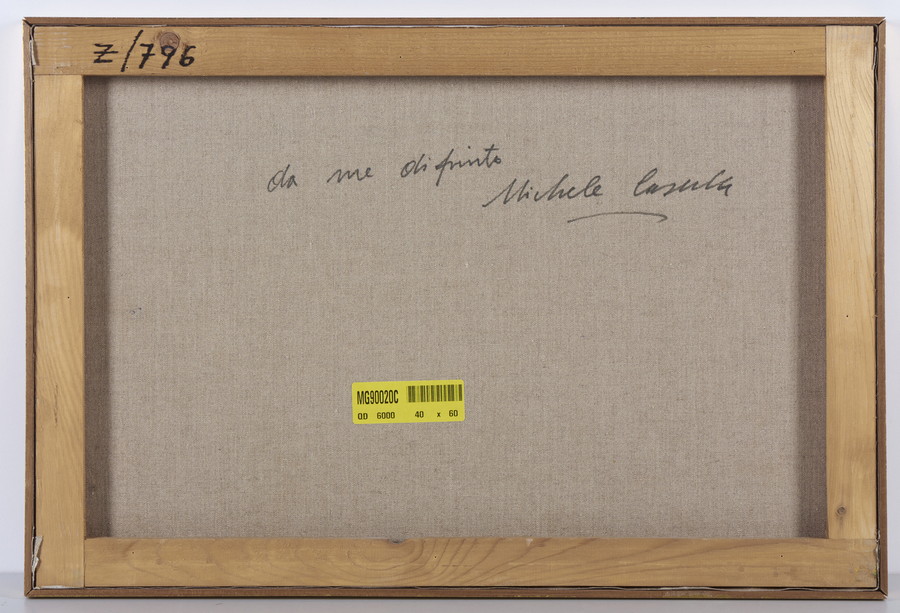 Z/796
da me dipinto
Michele Cascella
MG90020C
OD 6000 40 x 60